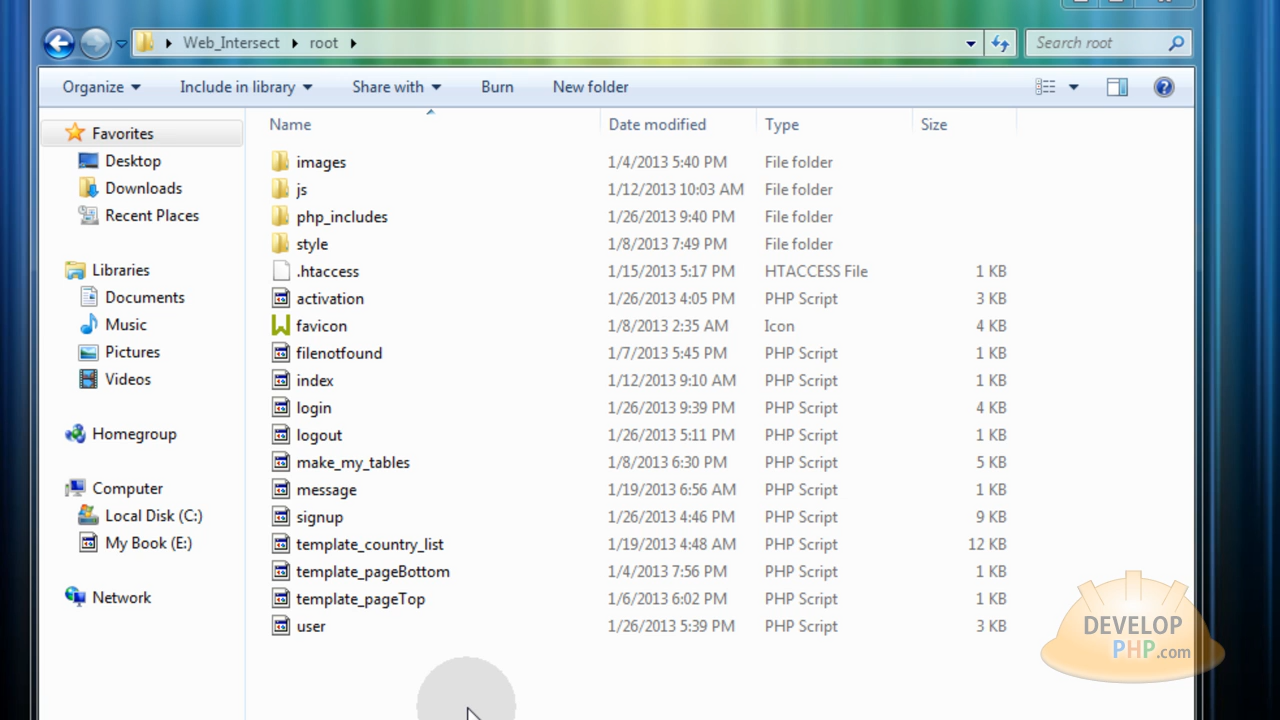 Web_Intersect root
Search root
Organize Include in library Share with Burn New folder
Name Date modified Type Size
Favorites
Desktop
Downloads
Recent Places
Libraries
Documents
Music
Pictures
Videos
Homegroup
Computer
Local Disk (C:)
My Book (E:)
Network
images 1/4/2013 5:40 PM File folder
js 1/12/2013 10:03 AM File folder
php_includes 1/26/2013 9:40 PM File folder
style 1/8/2013 7:49 PM File folder
.htaccess 1/15/2013 5:17 PM HTACCESS File 1 KB
activation 1/26/2013 4:05 PM PHP Script 3 KB
favicon 1/8/2013 2:35 AM Icon 4 KB
filenotfound 1/7/2013 5:45 PM PHP Script 1 KB
index 1/12/2013 9:10 AM PHP Script 1 KB
login 1/26/2013 9:39 PM PHP Script 4 KB
logout 1/26/2013 5:11 PM PHP Script 1 KB
make_my_tables 1/8/2013 6:30 PM PHP Script 5 KB
message 1/19/2013 6:56 AM PHP Script 1 KB
signup 1/26/2013 4:46 PM PHP Script 9 KB
template_country_list 1/19/2013 4:48 AM PHP Script 12 KB
template_pageBottom 1/4/2013 7:56 PM PHP Script 1 KB
template_pageTop 1/6/2013 6:02 PM PHP Script 1 KB
user 1/26/2013 5:39 PM PHP Script 3 KB
DEVELOP
PHP.com